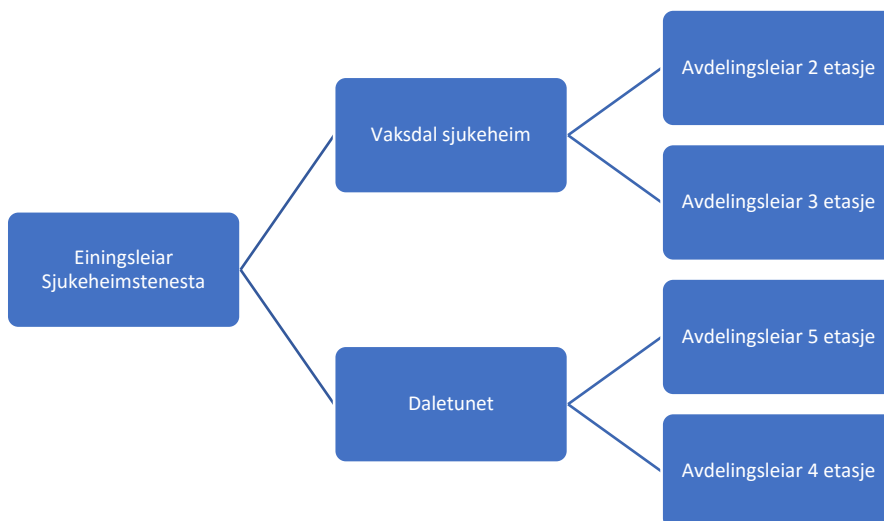 Einingsleiar
Sjukeheimstenesta
Vaksdal sjukeheim
Avdelingsleiar 2 etasje
Avdelingsleiar 3 etasje
Daletunet
Avdelingsleiar 5 etasje
Avdelingsleiar 4 etasje